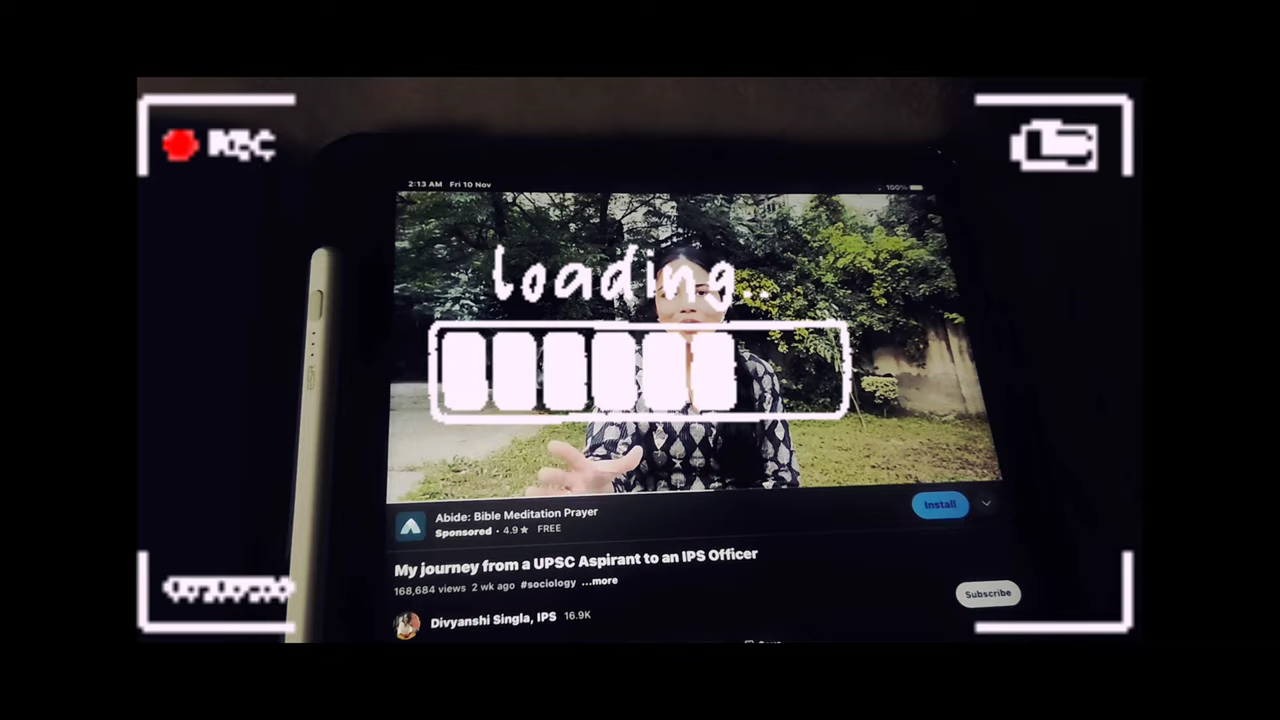 REC
2:13 AM Fri 10 Nov
100%
loading..
ESR
Abide: Bible Meditation Prayer
Sponsored · 4.9★ FREE
Install
My journey from a UPSC Aspirant to an IPS Officer
168,684 views 2 wk ago #sociology ...more
Divyanshi Singla, IPS 16.9K
Subscribe